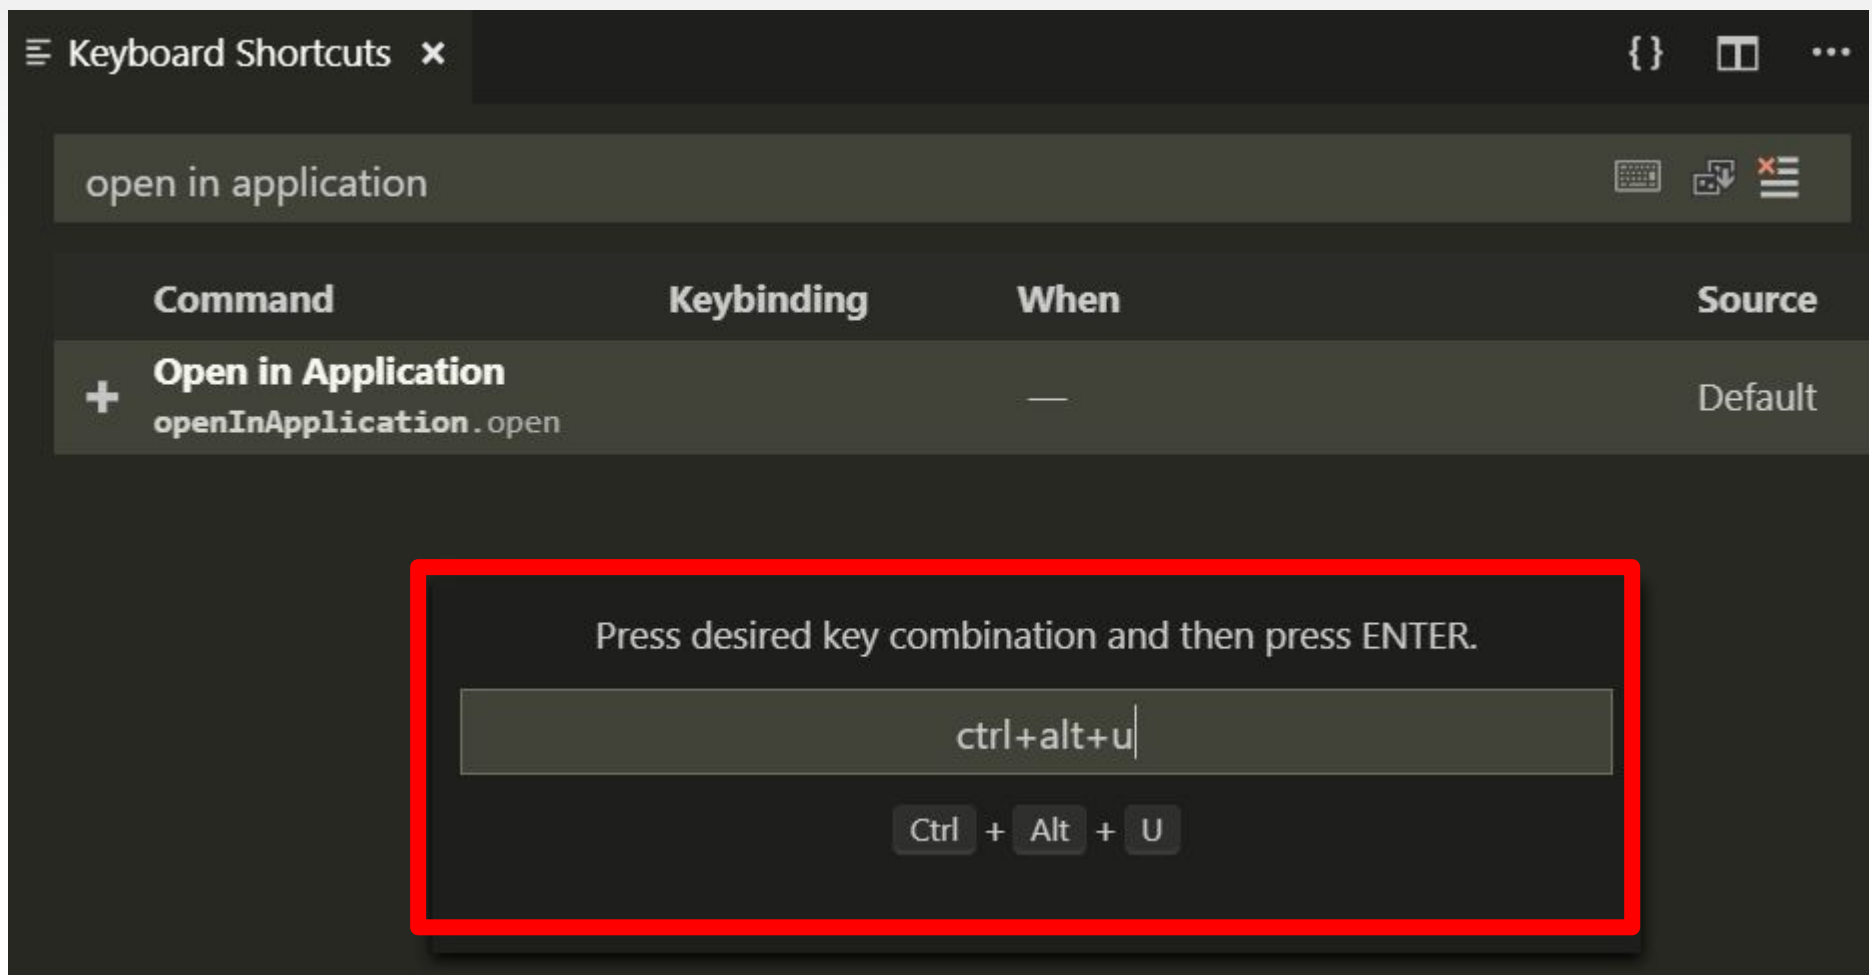 Keyboard Shortcuts
open in application
Command Keybinding When Source
Open in Application
openInApplication.open
— Default
Press desired key combination and then press ENTER.
ctrl+alt+u
Ctrl + Alt + U